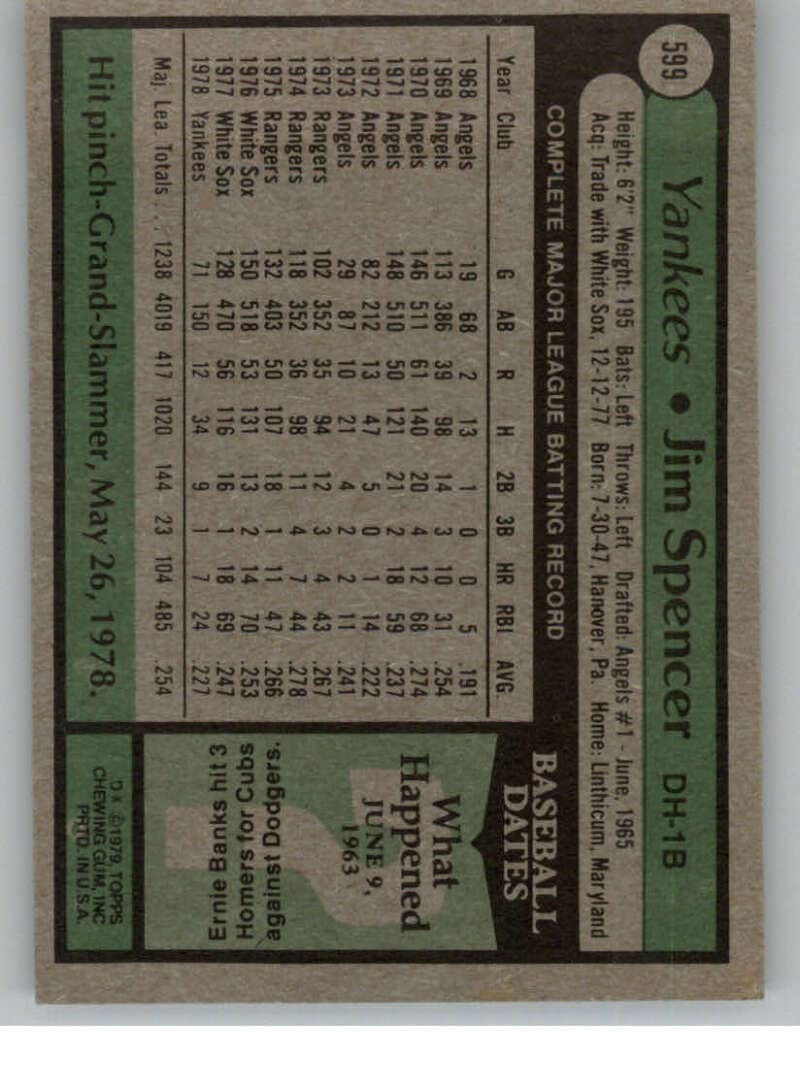 599
Yankees • Jim Spencer DH-1B
Height: 6'2" Weight: 195 Bats: Left Throws: Left Drafted: Angels #1 - June, 1965
Acq: Trade with White Sox, 12-12-77 Born: 7-30-47, Hanover, Pa. Home: Linthicum, Maryland
COMPLETE MAJOR LEAGUE BATTING RECORD
Year Club G AB R H 2B 3B HR RBI AVG.
1968 Angels 19 68 2 13 1 0 0 5 .191
1969 Angels 113 386 39 98 14 3 10 31 .254
1970 Angels 146 511 61 140 20 4 12 68 .274
1971 Angels 148 510 50 121 21 2 18 59 .237
1972 Angels 82 212 13 47 5 0 1 14 .222
1973 Angels 29 87 10 21 4 2 2 11 .241
1973 Rangers 102 352 35 94 12 3 4 43 .267
1974 Rangers 118 352 36 98 11 4 7 44 .278
1975 Rangers 132 403 50 107 18 1 11 47 .266
1976 White Sox 150 518 53 131 13 2 14 70 .253
1977 White Sox 128 470 56 116 16 1 18 69 .247
1978 Yankees 71 150 12 34 9 1 7 24 .227
Maj. Lea. Totals . . . 1238 4019 417 1020 144 23 104 485 .254
Hit pinch-Grand-Slammer, May 26, 1978.
BASEBALL
DATES
What
Happened
JUNE 9,
1963
Ernie Banks hit 3
Homers for Cubs
against Dodgers.
D* ©1979, TOPPS
CHEWING GUM, INC
PRTD. IN U.S.A.